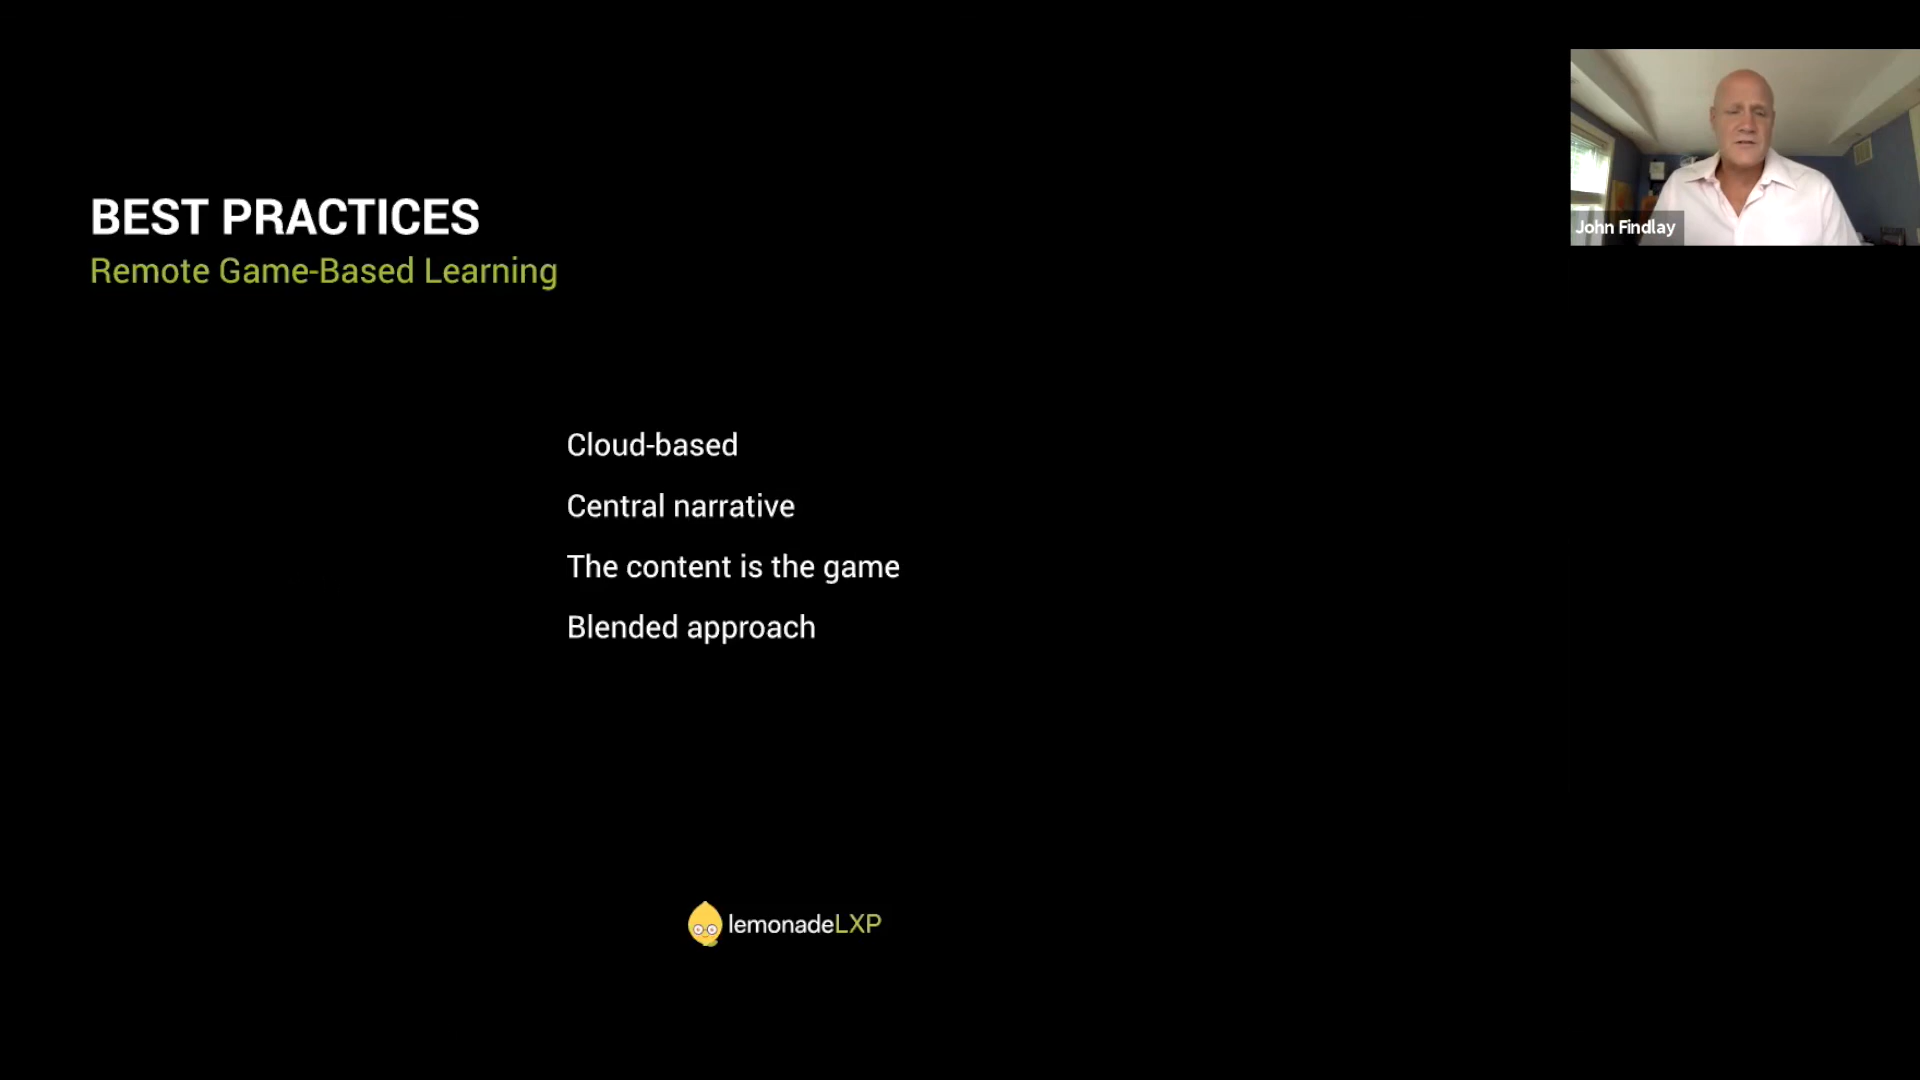 BEST PRACTICES
Remote Game-Based Learning
John Findlay
Cloud-based
Central narrative
The content is the game
Blended approach
lemonadeLXP